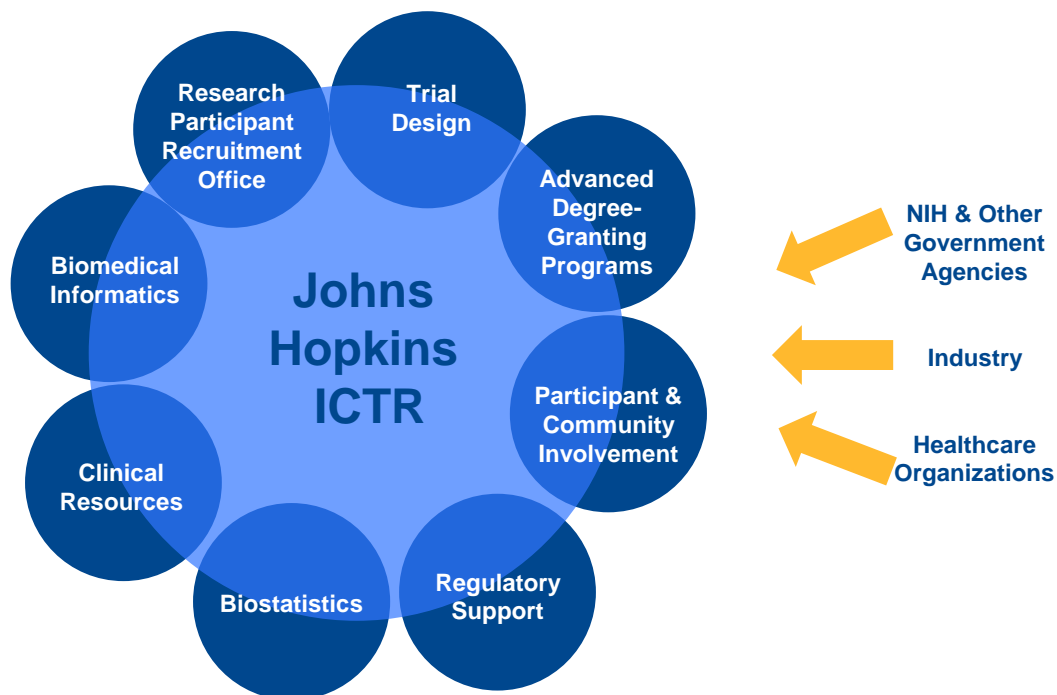 Research
Participant
Recruitment
Office
Trial
Design
Advanced
Degree-
Granting
Programs
Biomedical
Informatics
Johns
Hopkins
ICTR
Participant &
Community
Involvement
Clinical
Resources
Biostatistics
Regulatory
Support
NIH & Other
Government
Agencies
Industry
Healthcare
Organizations